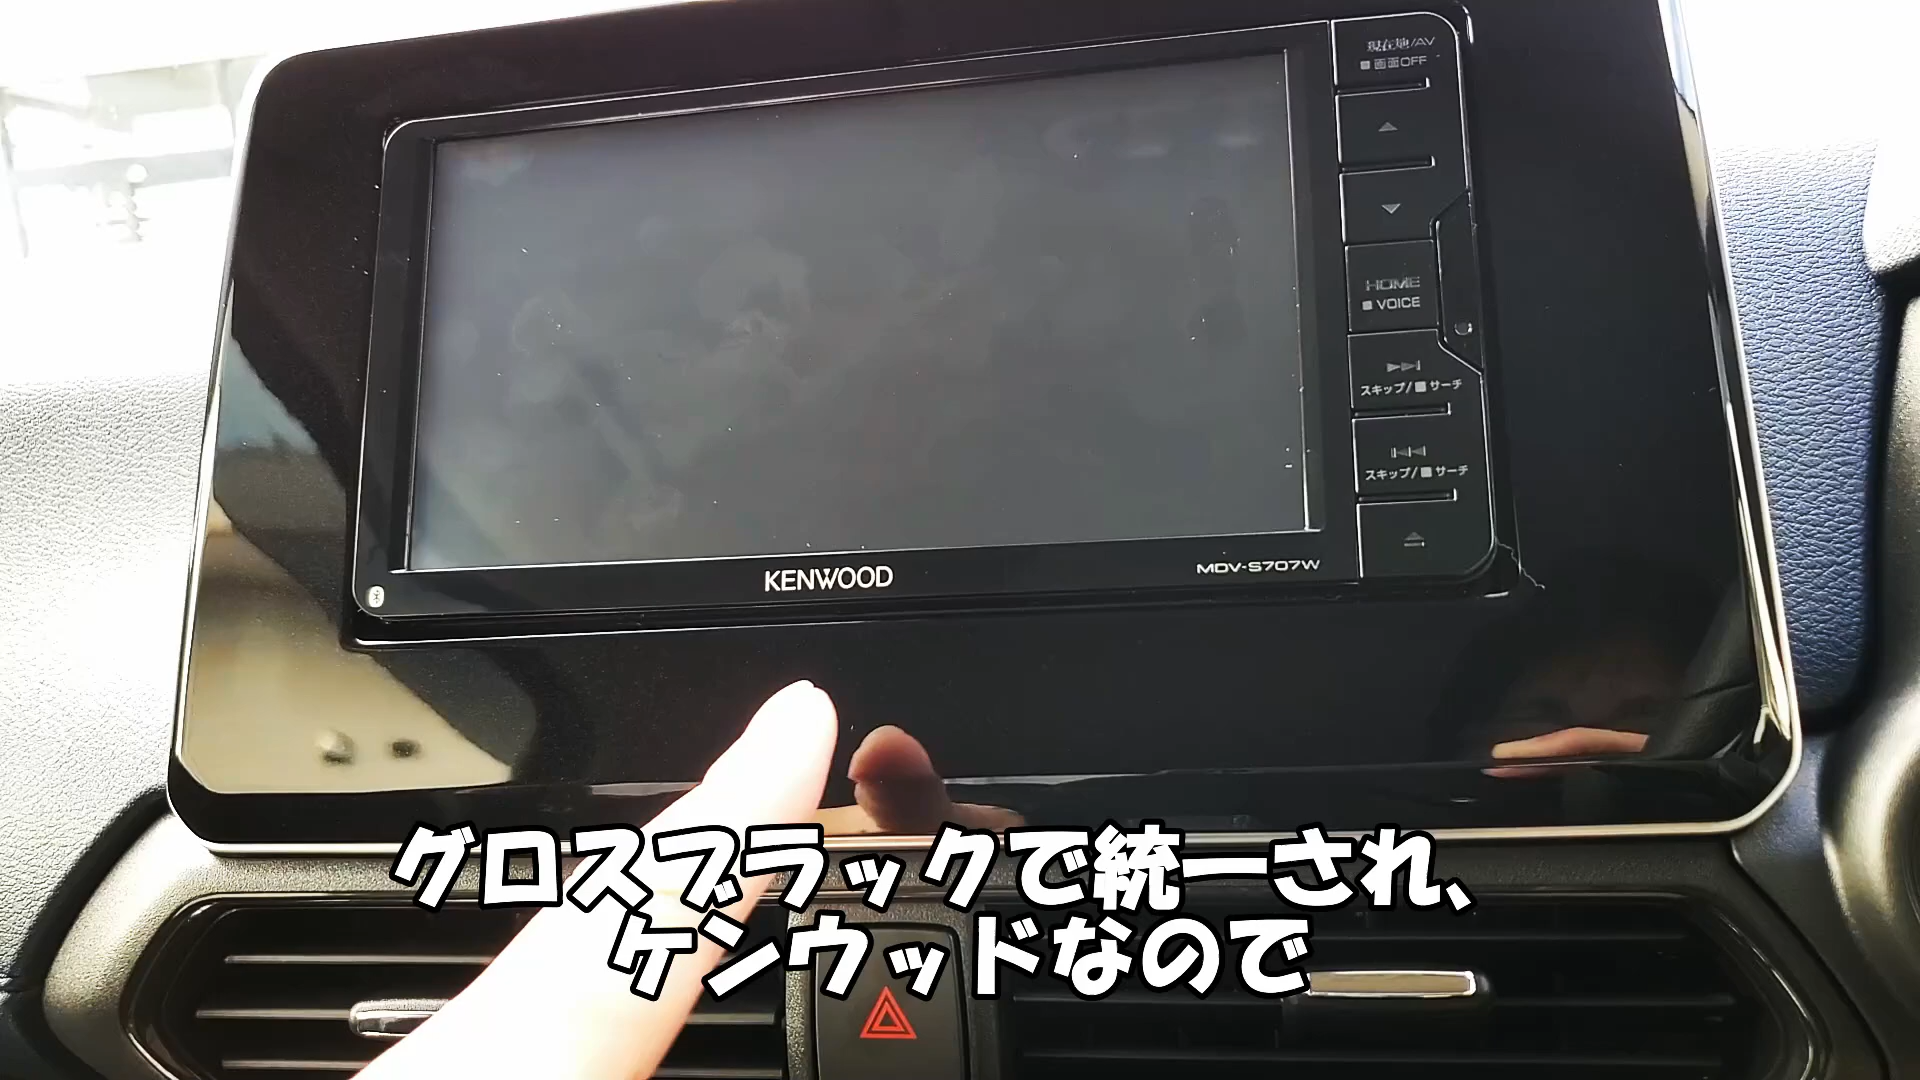 現在地/AV
■画面OFF
HOME
■VOICE
スキップ/■サーチ
スキップ/■サーチ
KENWOOD
MDV-S707W
グロスブラックで統一され、
ケンウッドなので